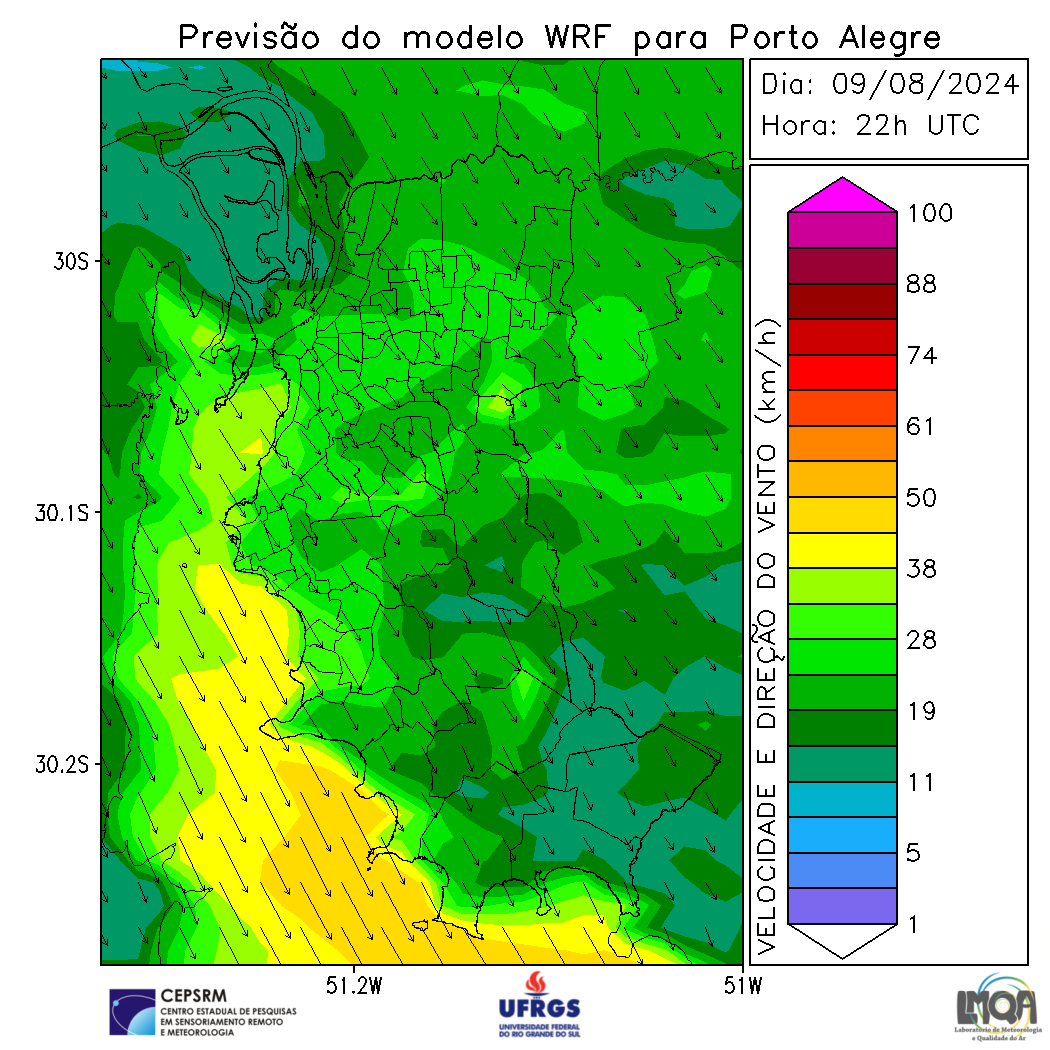 Previsão do modelo WRF para Porto Alegre
Dia: 09/08/2024
Hora: 22h UTC
30S
30.1S
30.2S
51.2W
51W
VELOCIDADE E DIREÇÃO DO VENTO (km/h)
100
88
74
61
50
38
28
19
11
5
1
CEPSRM
CENTRO ESTADUAL DE PESQUISAS
EM SENSORIAMENTO REMOTO
E METEOROLOGIA
UFRGS
UNIVERSIDADE FEDERAL
DO RIO GRANDE DO SUL
LMQA
Laboratório de Meteorologia
e Qualidade do Ar